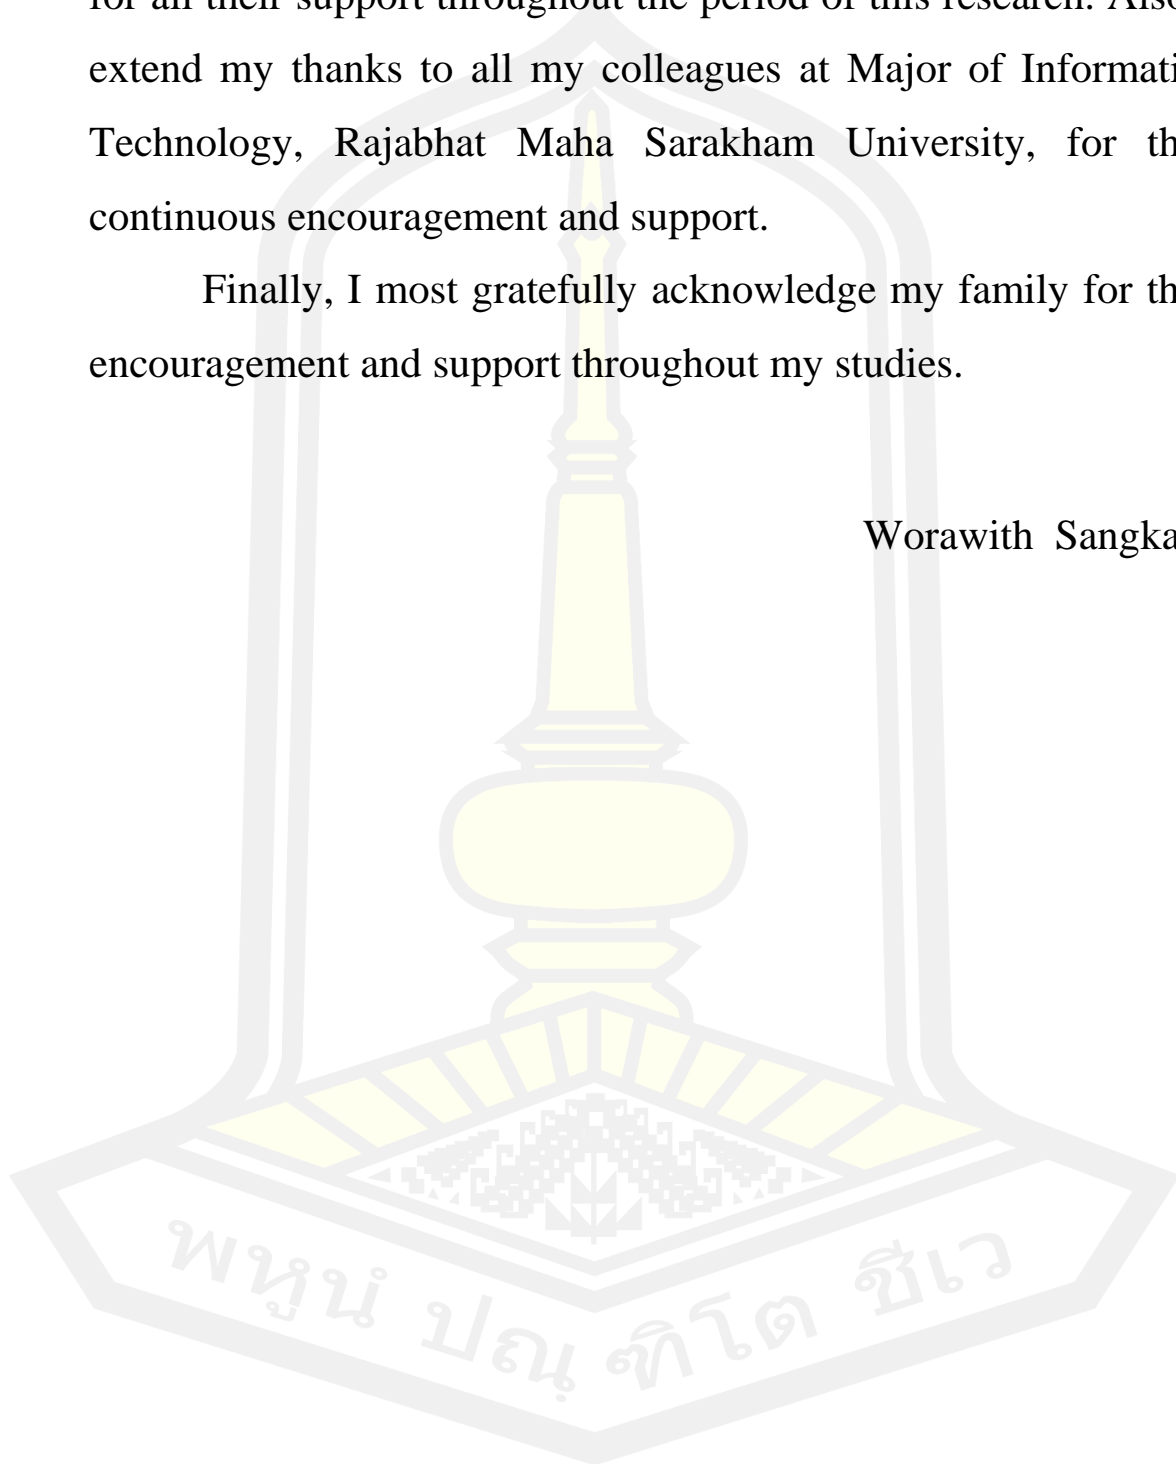 for all their support throughout the period of this research. Also
extend my thanks to all my colleagues at Major of Informati
Technology, Rajabhat Maha Sarakham University, for th
continuous encouragement and support.
Finally, I most gratefully acknowledge my family for th
encouragement and support throughout my studies.
Worawith Sangka
พหูนํ ปณฺฑิโต ชีเว